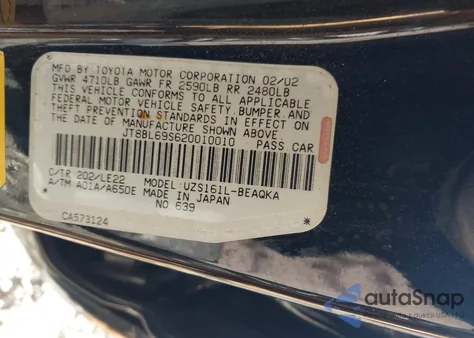 MFD BY TOYOTA MOTOR CORPORATION 02/02
GVWR 4710LB GAWR FR 2590LB RR 2480LB
THIS VEHICLE CONFORMS TO ALL APPLICABLE
FEDERAL MOTOR VEHICLE SAFETY, BUMPER, AND
THEFT PREVENTION STANDARDS IN EFFECT ON
THE DATE OF MANUFACTURE SHOWN ABOVE
JT8BL69S620010010 PASS CAR
C/TR 202/LE22 MODEL: UZS161L-BEAQKA
A/TM A01A/A650E MADE IN JAPAN
NO 639
CA573124
autoSnap